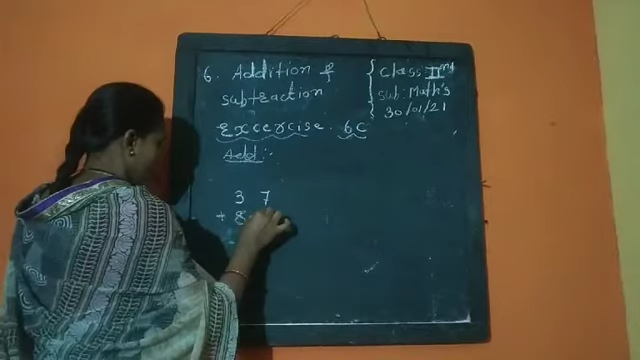 6. Addition &
subtraction
Excercise. 6C
Add:-
3 7
+ 8
{ class: IInd
sub: Math's
30/01/21